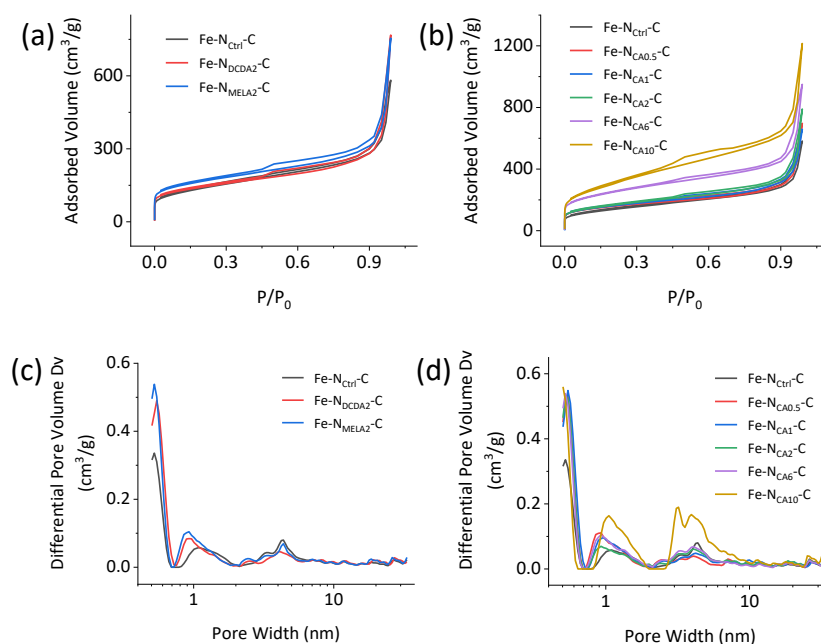 (a)
Adsorbed Volume (cm³/g)
600
300
0
Fe-N_Ctrl-C
Fe-N_DCDA2-C
Fe-N_MELA2-C
0.0 0.3 0.6 0.9
P/P₀
(b)
Adsorbed Volume (cm³/g)
1200
800
400
0
Fe-N_Ctrl-C
Fe-N_CA0.5-C
Fe-N_CA1-C
Fe-N_CA2-C
Fe-N_CA6-C
Fe-N_CA10-C
0.0 0.3 0.6 0.9
P/P₀
(c)
Differential Pore Volume Dv
(cm³/g)
0.6
0.4
0.2
0.0
Fe-N_Ctrl-C
Fe-N_DCDA2-C
Fe-N_MELA2-C
1 10
Pore Width (nm)
(d)
Differential Pore Volume Dv
(cm³/g)
0.6
0.4
0.2
0.0
Fe-N_Ctrl-C
Fe-N_CA0.5-C
Fe-N_CA1-C
Fe-N_CA2-C
Fe-N_CA6-C
Fe-N_CA10-C
1 10
Pore Width (nm)